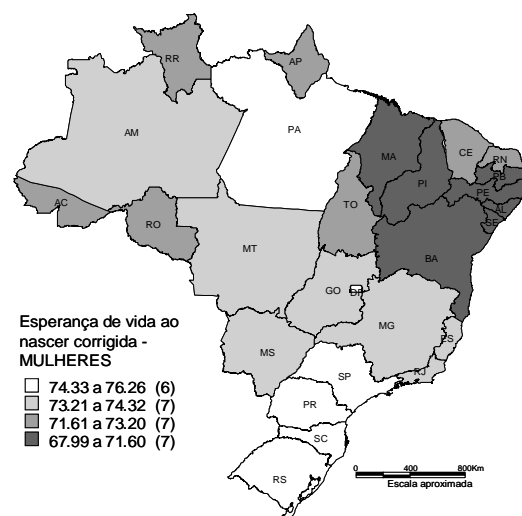 RR
AP
AM
PA
MA
CE
RN
PB
PI
PE
AC
AL
TO
SE
RO
MT
BA
GO
DF
MG
ES
MS
RJ
SP
PR
SC
RS
Esperança de vida ao
nascer corrigida -
MULHERES
74.33 a 76.26 (6)
73.21 a 74.32 (7)
71.61 a 73.20 (7)
67.99 a 71.60 (7)
0 400 800Km
Escala aproximada